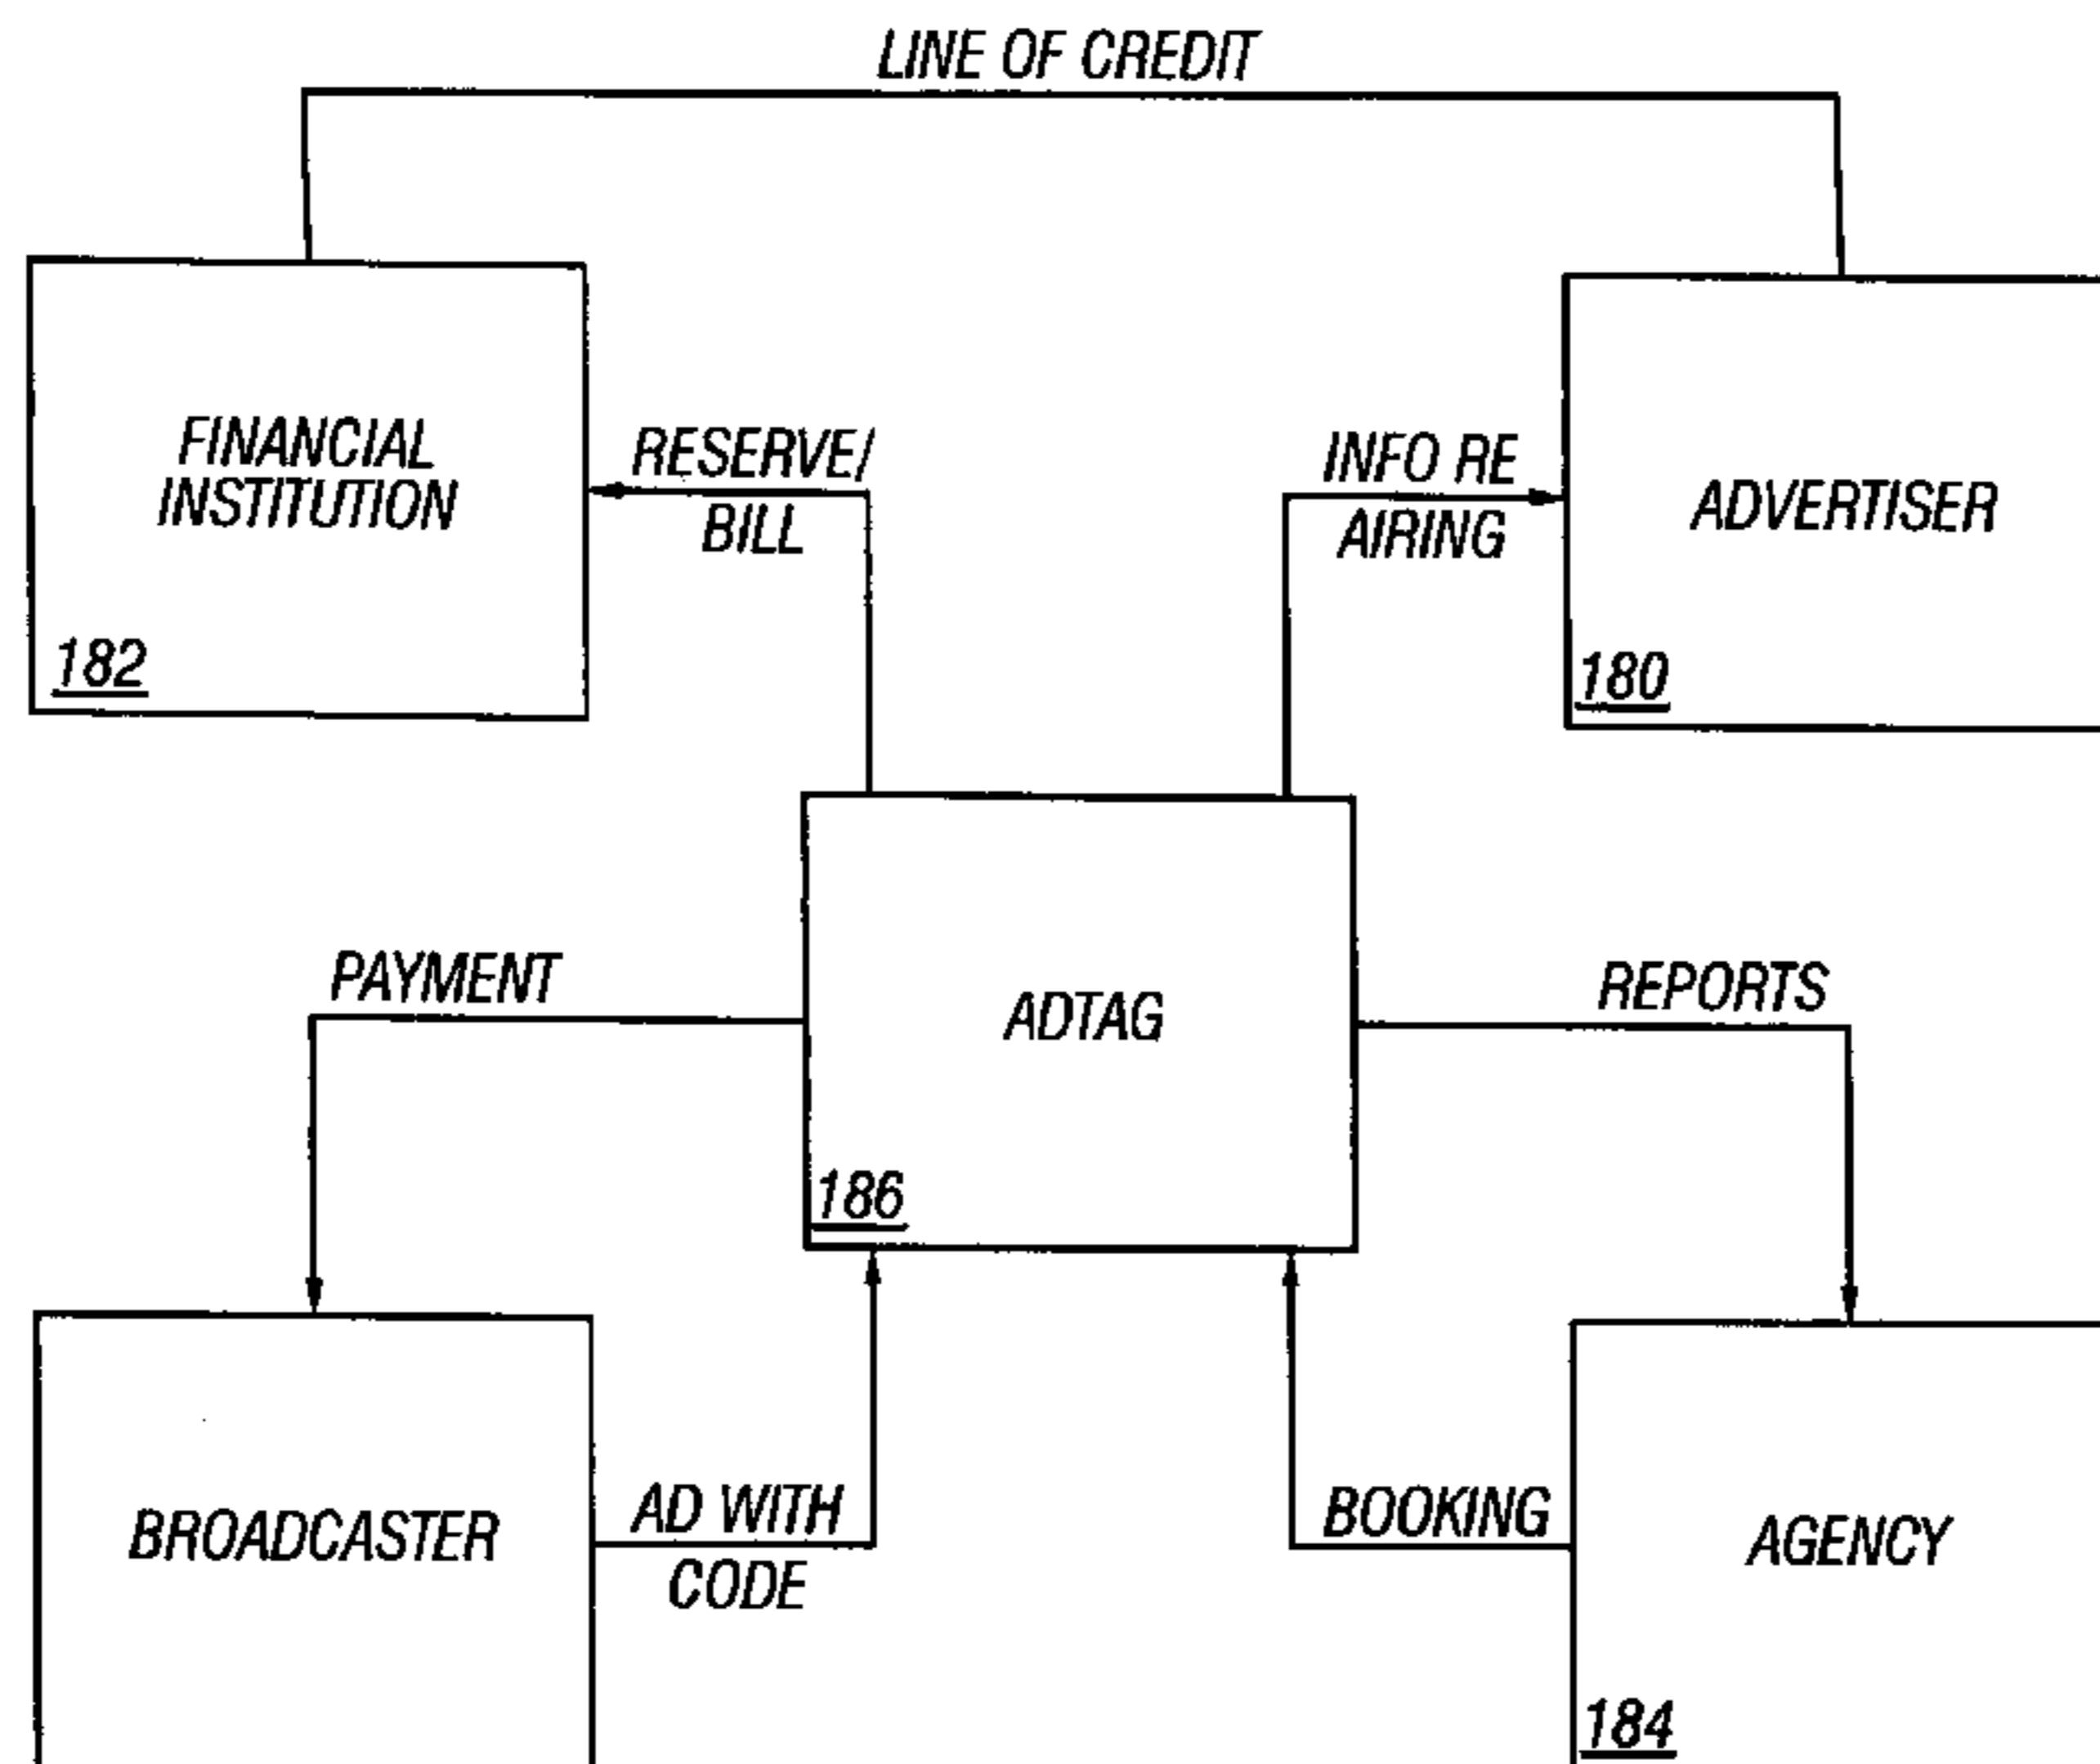 LINE OF CREDIT
FINANCIAL
INSTITUTION
182
RESERVE/
BILL
INFO RE
AIRING
ADVERTISER
180
PAYMENT
ADTAG
186
REPORTS
BROADCASTER
AD WITH
CODE
BOOKING
AGENCY
184